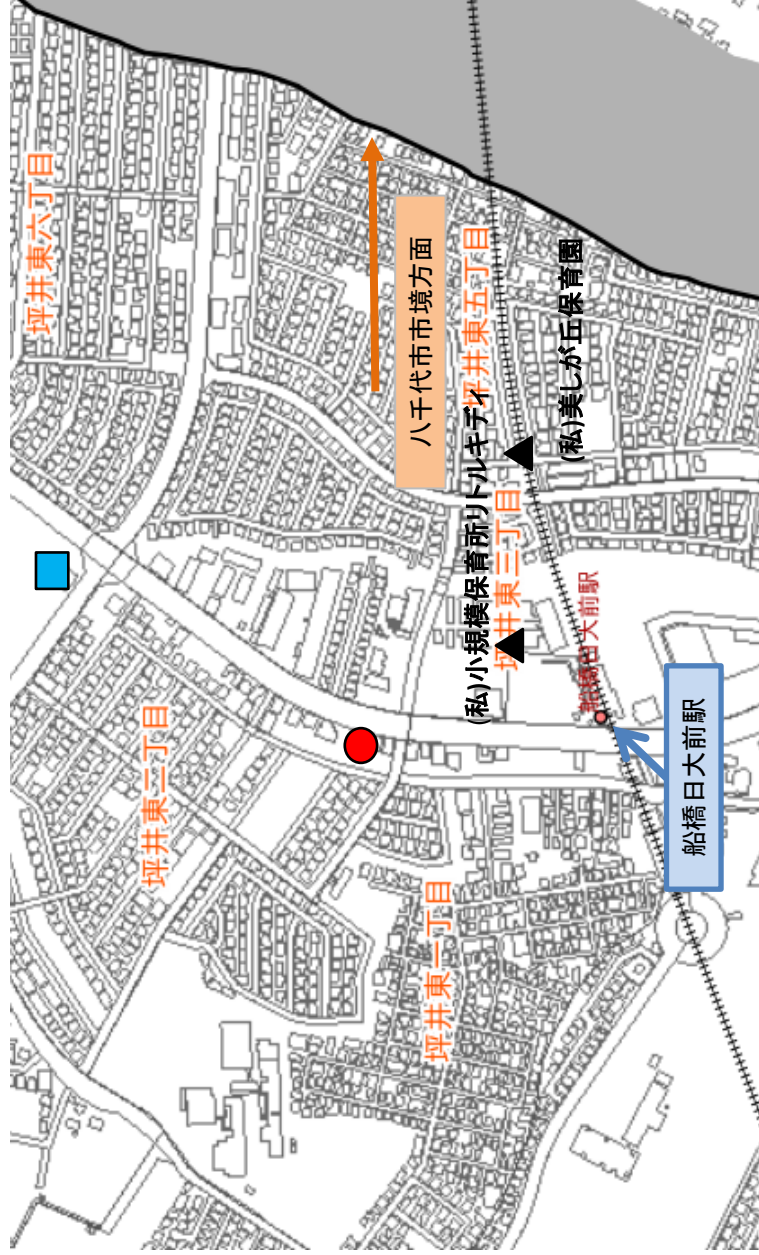 坪井東六丁目
八千代市市境方面
坪井東五丁目
(私)美しが丘保育園
(私)小規模保育所リトルキディ
坪井東三丁目
船橋日大前駅
船橋日大前駅
坪井東二丁目
坪井東一丁目